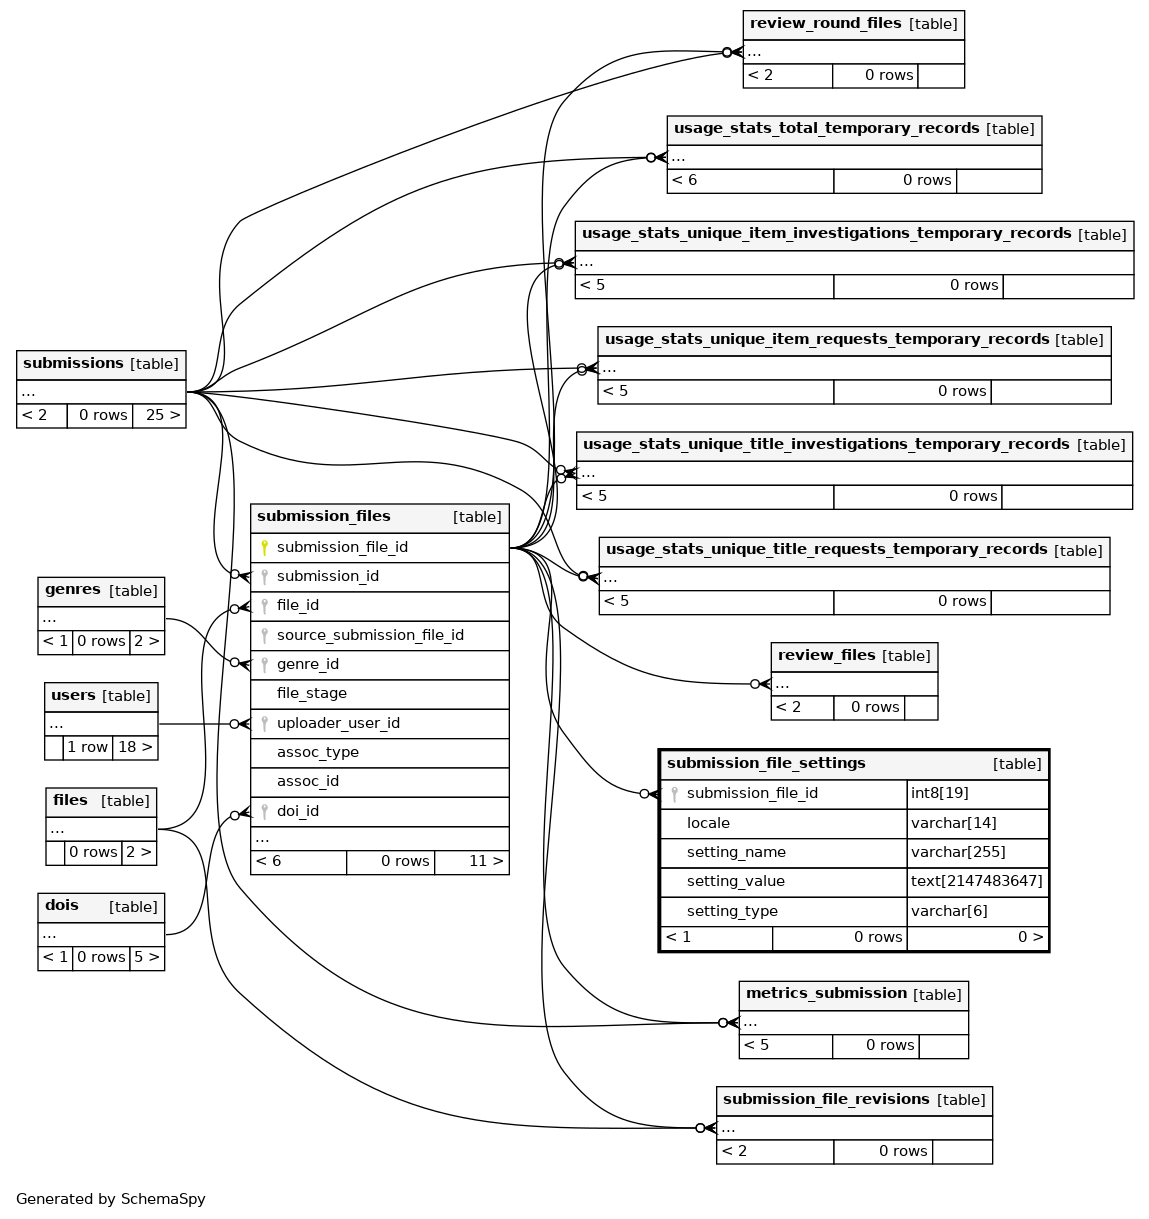 review_round_files [table]
...
< 2 0 rows
usage_stats_total_temporary_records [table]
...
< 6 0 rows
usage_stats_unique_item_investigations_temporary_records [table]
...
< 5 0 rows
usage_stats_unique_item_requests_temporary_records [table]
...
< 5 0 rows
submissions [table]
...
< 2 0 rows 25 >
usage_stats_unique_title_investigations_temporary_records [table]
...
< 5 0 rows
submission_files [table]
submission_file_id
submission_id
file_id
source_submission_file_id
genre_id
file_stage
uploader_user_id
assoc_type
assoc_id
doi_id
...
< 6 0 rows 11 >
usage_stats_unique_title_requests_temporary_records [table]
...
< 5 0 rows
genres [table]
...
< 1 0 rows 2 >
review_files [table]
...
< 2 0 rows
users [table]
...
1 row 18 >
submission_file_settings [table]
submission_file_id int8[19]
locale varchar[14]
setting_name varchar[255]
setting_value text[2147483647]
setting_type varchar[6]
< 1 0 rows 0 >
files [table]
...
0 rows 2 >
dois [table]
...
< 1 0 rows 5 >
metrics_submission [table]
...
< 5 0 rows
submission_file_revisions [table]
...
< 2 0 rows
Generated by SchemaSpy